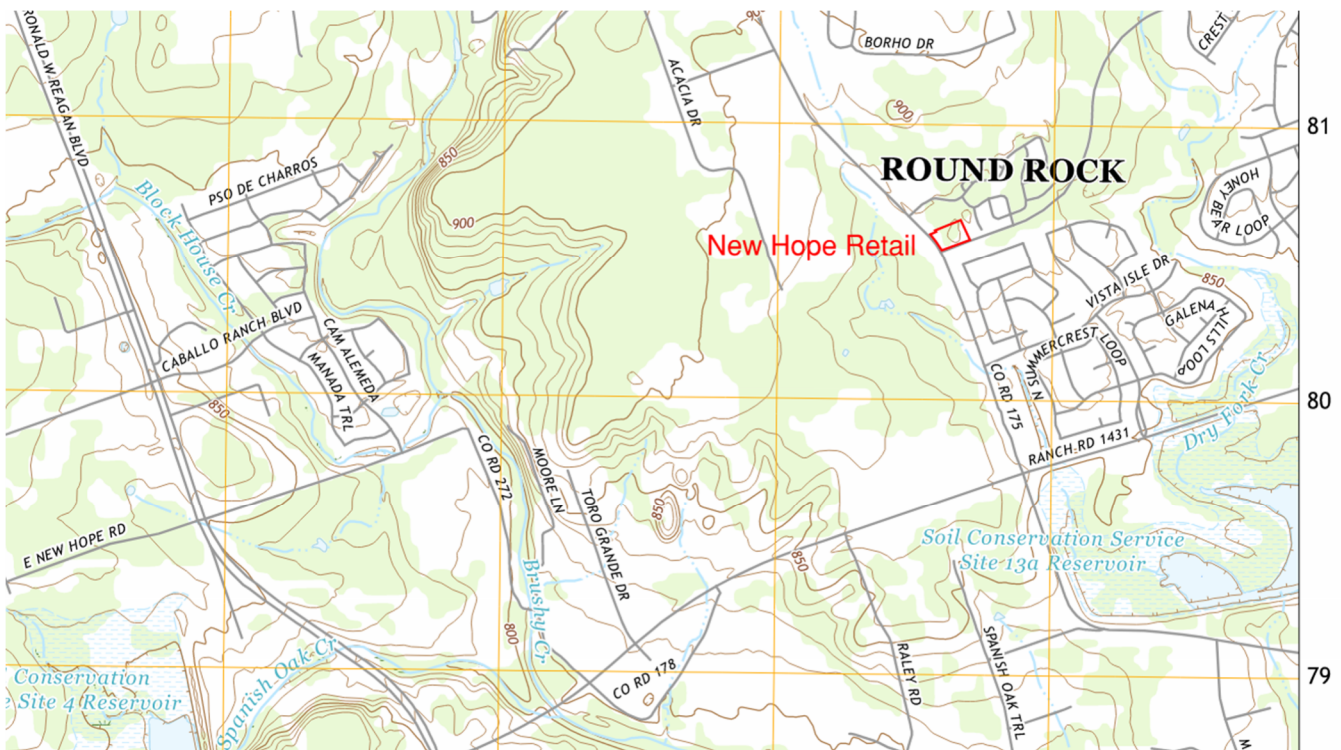 RONALD W REAGAN BLVD
BORHO DR
CREST
ACACIA DR
900
81
850
PSO DE CHARROS
ROUND ROCK
HONEY BEAR LOOP
Block House Cr
900
New Hope Retail
VISTA ISLE DR
850
CABALLO RANCH BLVD
CAM ALEMEDA
MANADA TRL
GALENA HILLS LOOP
SUMMERCREST LOOP
CO RD 175
Dry Fork Cr
850
80
RANCH RD 1431
CO RD 272
MOORE LN
TORO GRANDE DR
850
E NEW HOPE RD
850
Soil Conservation Service
Site 13a Reservoir
Brushy Cr
800
SPANISH OAK TRL
RALEY RD
CO RD 178
Spanish Oak Cr
Conservation
e Site 4 Reservoir
79